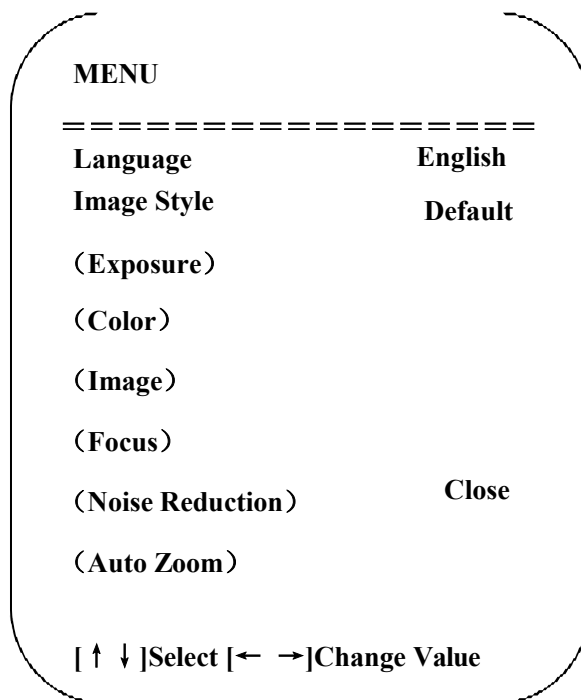 MENU
==================
Language English
Image Style Default
（Exposure）
（Color）
（Image）
（Focus）
（Noise Reduction） Close
（Auto Zoom）
[ ↑ ↓ ]Select [← →]Change Value